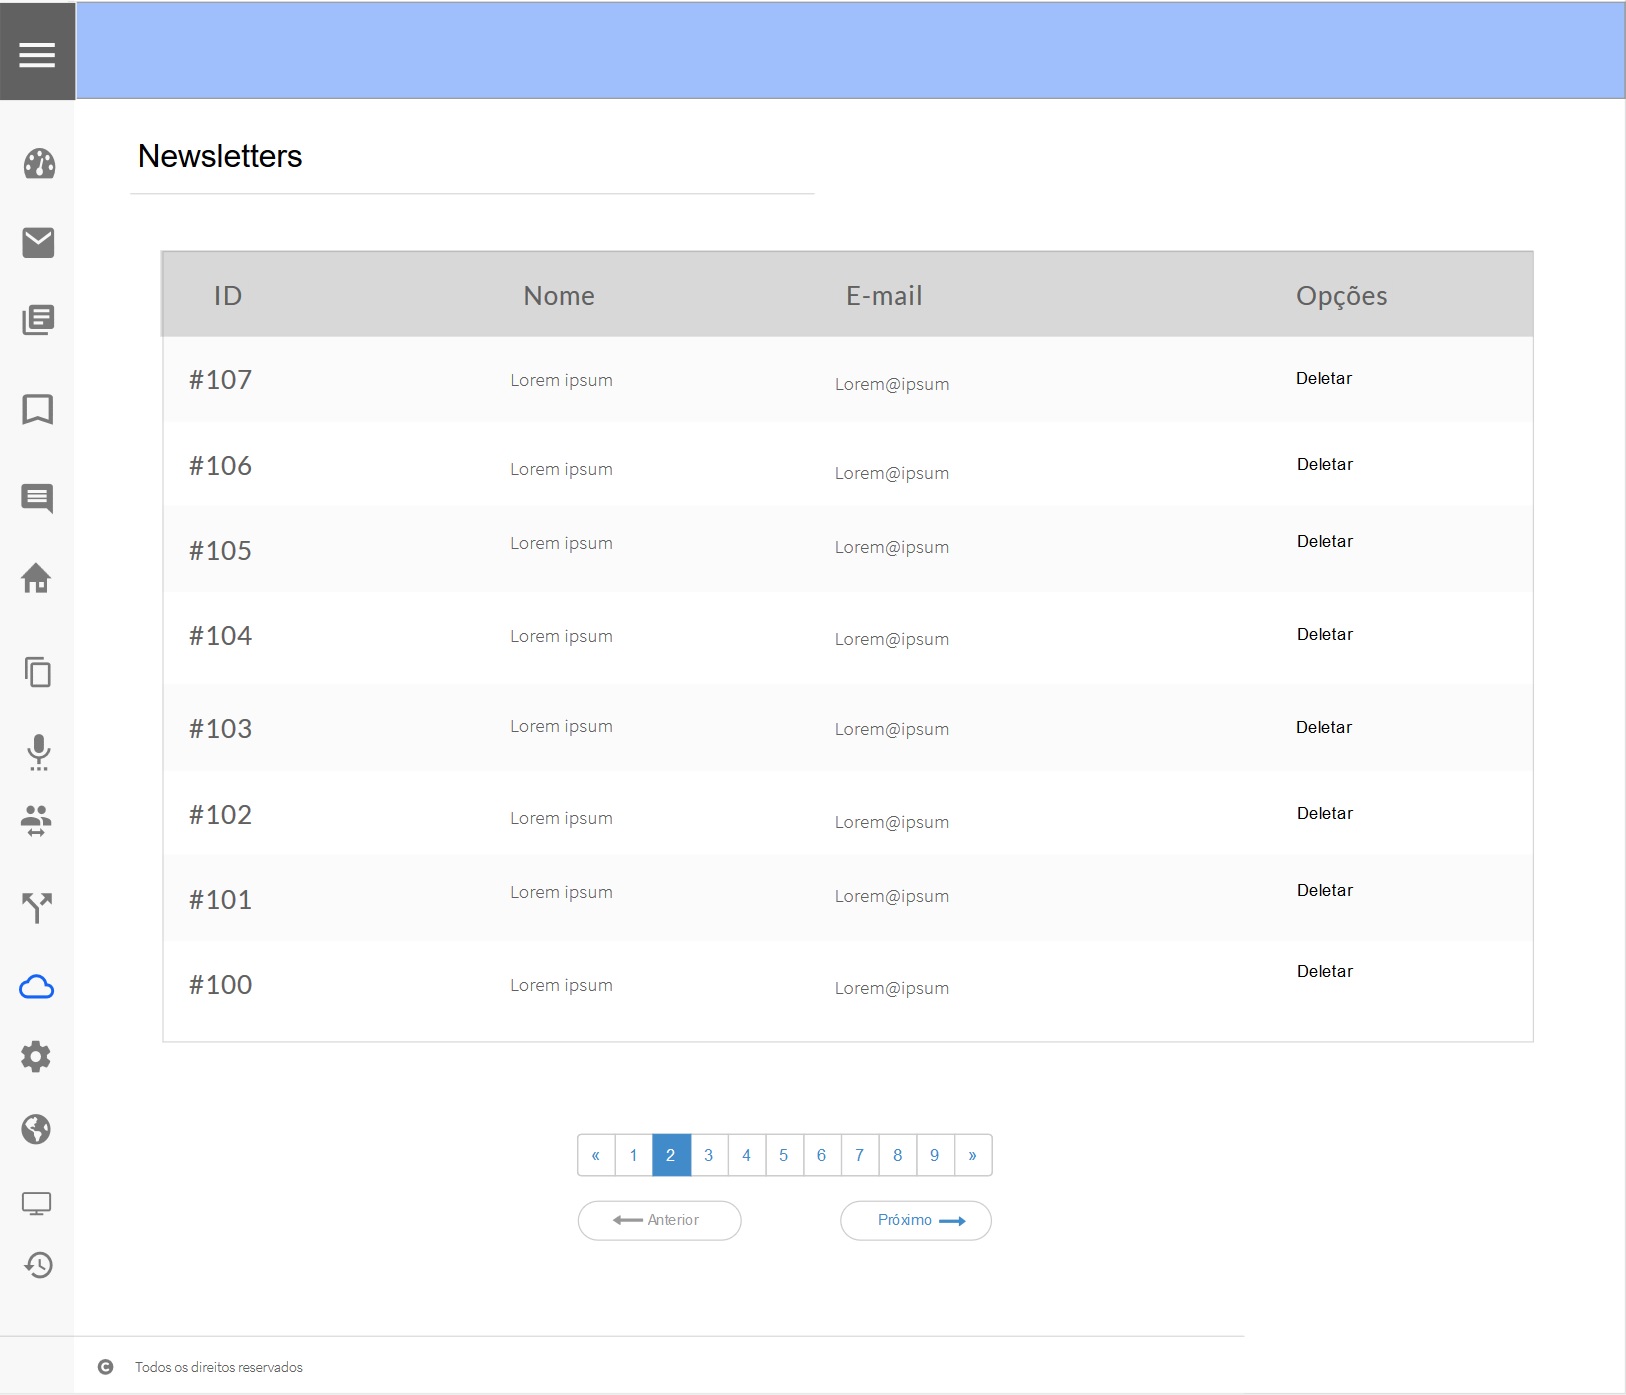 Newsletters
ID Nome E-mail Opções
#107 Lorem ipsum Lorem@ipsum Deletar
#106 Lorem ipsum Lorem@ipsum Deletar
#105 Lorem ipsum Lorem@ipsum Deletar
#104 Lorem ipsum Lorem@ipsum Deletar
#103 Lorem ipsum Lorem@ipsum Deletar
#102 Lorem ipsum Lorem@ipsum Deletar
#101 Lorem ipsum Lorem@ipsum Deletar
#100 Lorem ipsum Lorem@ipsum Deletar
« 1 2 3 4 5 6 7 8 9 »
Anterior Próximo
Todos os direitos reservados